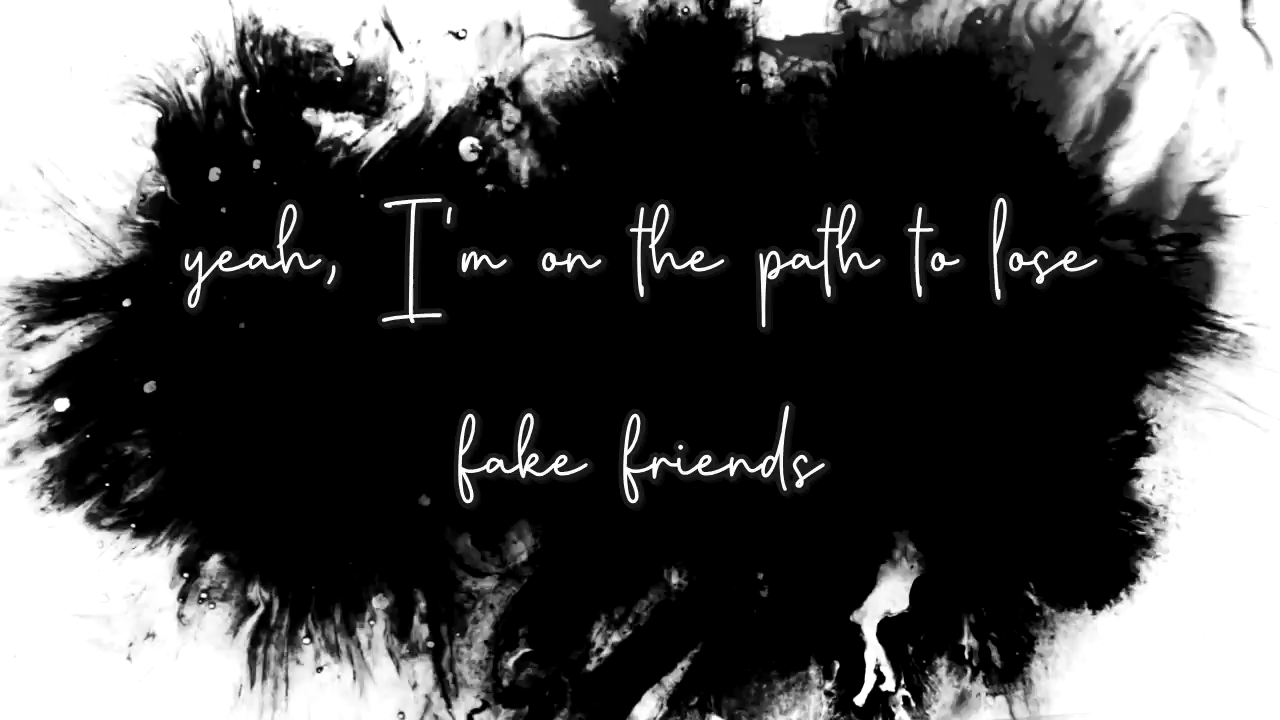 yeah, I'm on the path to lose
fake friends